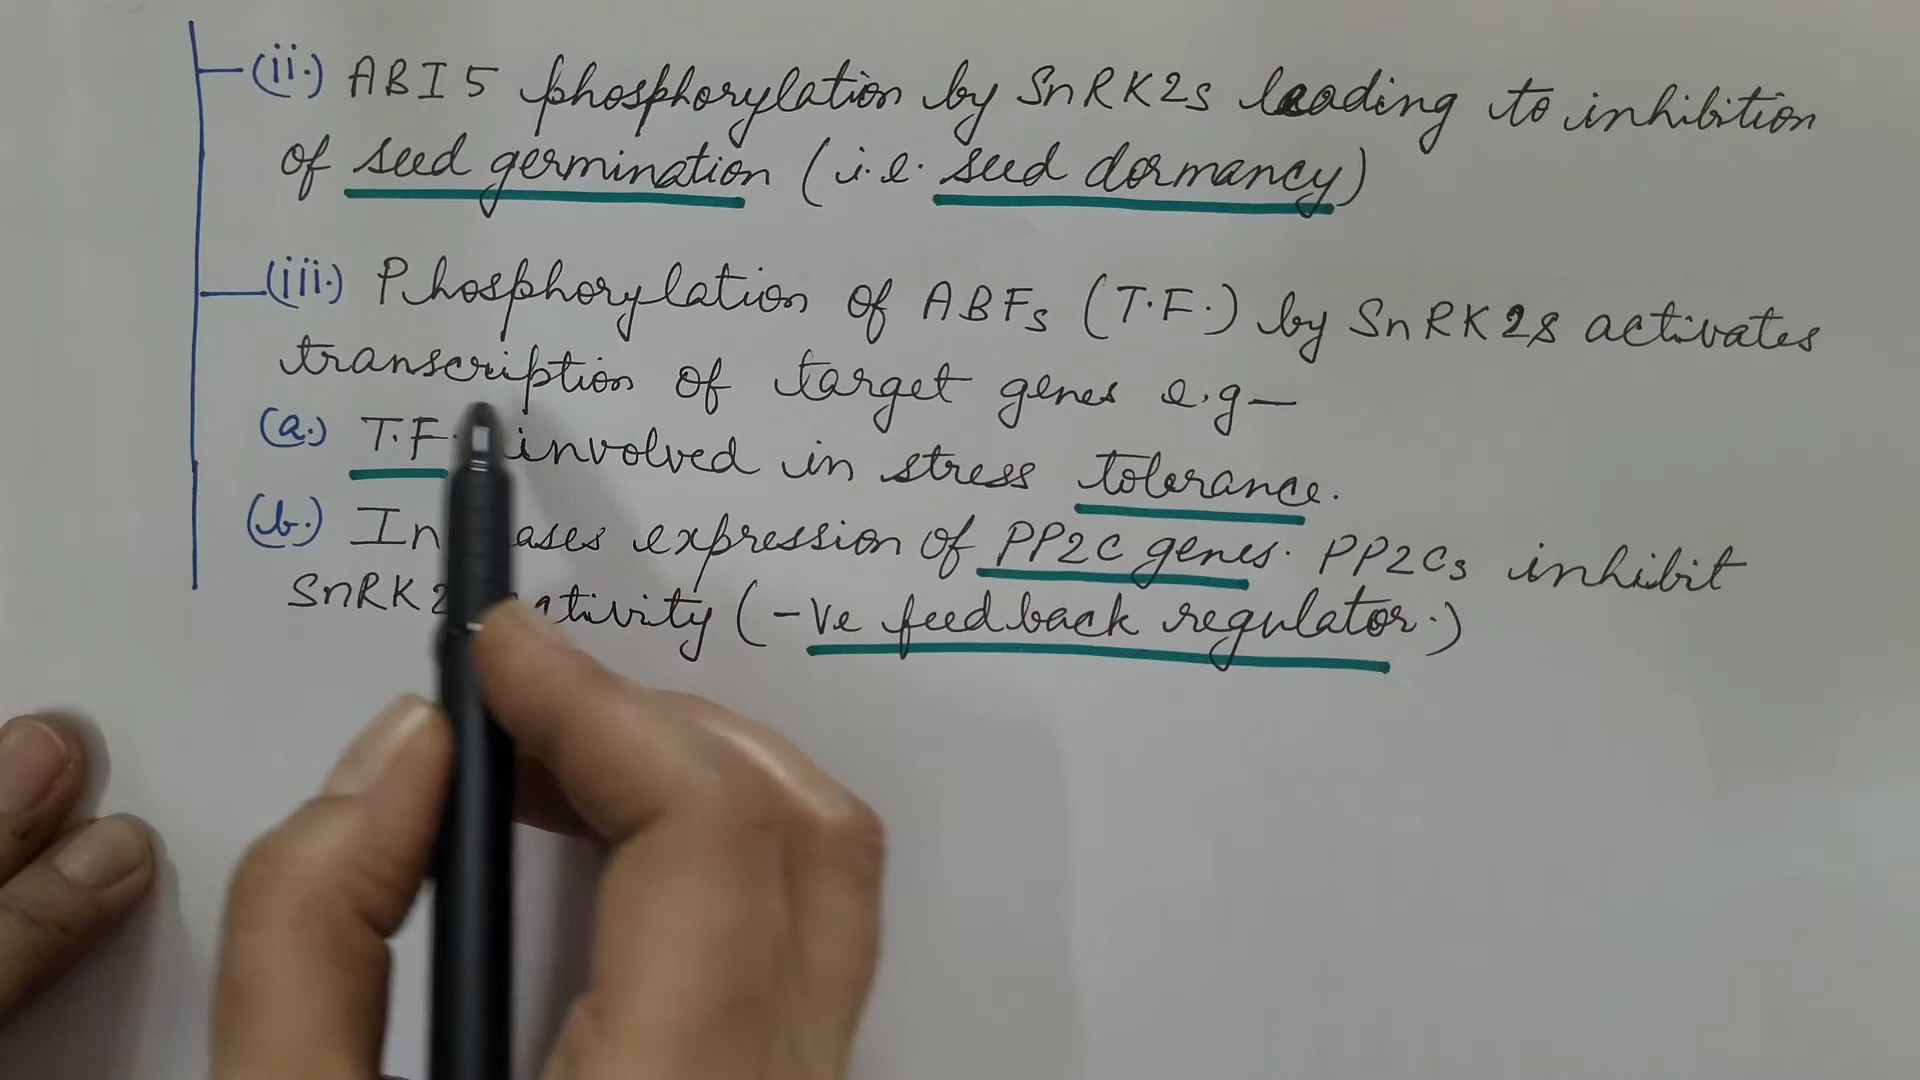 (ii.) ABI5 phosphorylation by SnRK2s leading to inhibition
of seed germination (i.e. seed dormancy)
(iii.) Phosphorylation of ABFs (T.F.) by SnRK2s activates
transcription of target genes e.g —
(a.) T.F. involved in stress tolerance.
(b.) In ases expression of PP2C genes. PP2Cs inhibit
SnRK2 ativity (-ve feedback regulator.)